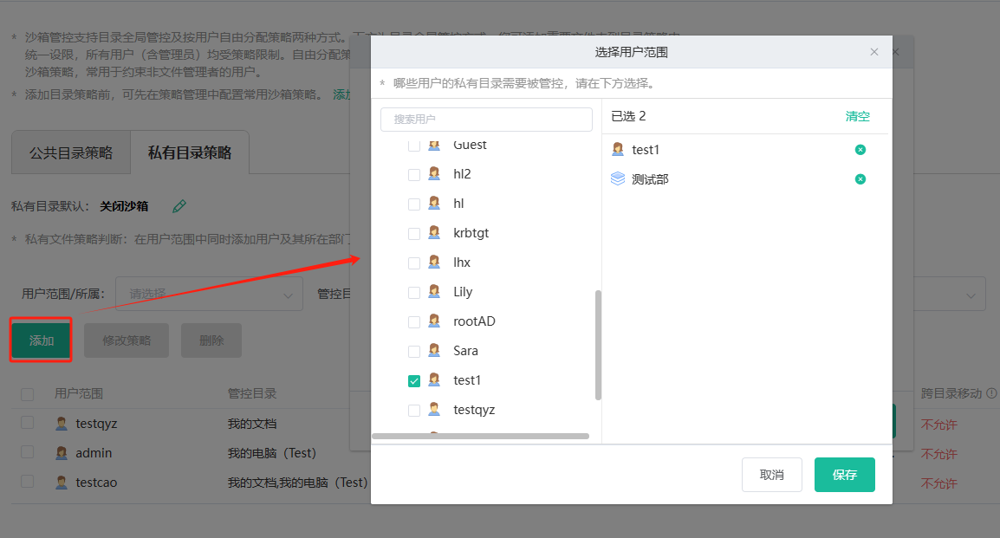 * 沙箱管控支持目录全局管控及按用户自由分配策略两种方式。
统一设限，所有用户（含管理员）均受策略限制。自由分配策
沙箱策略，常用于约束非文件管理者的用户。
* 添加目录策略前，可先在策略管理中配置常用沙箱策略。 添加
公共目录策略
私有目录策略
私有目录默认： 关闭沙箱
* 私有文件策略判断：在用户范围中同时添加用户及其所在部门
用户范围/所属： 请选择
管控目
添加
修改策略
删除
用户范围
管控目录
跨目录移动
testqyz
我的文档
不允许
admin
我的电脑（Test)
不允许
testcao
我的文档,我的电脑（Test)
不允许
选择用户范围
* 哪些用户的私有目录需要被管控，请在下方选择。
搜索用户
Guest
hl2
hl
krbtgt
lhx
Lily
rootAD
Sara
test1
testqyz
已选 2
清空
test1
测试部
取消
保存